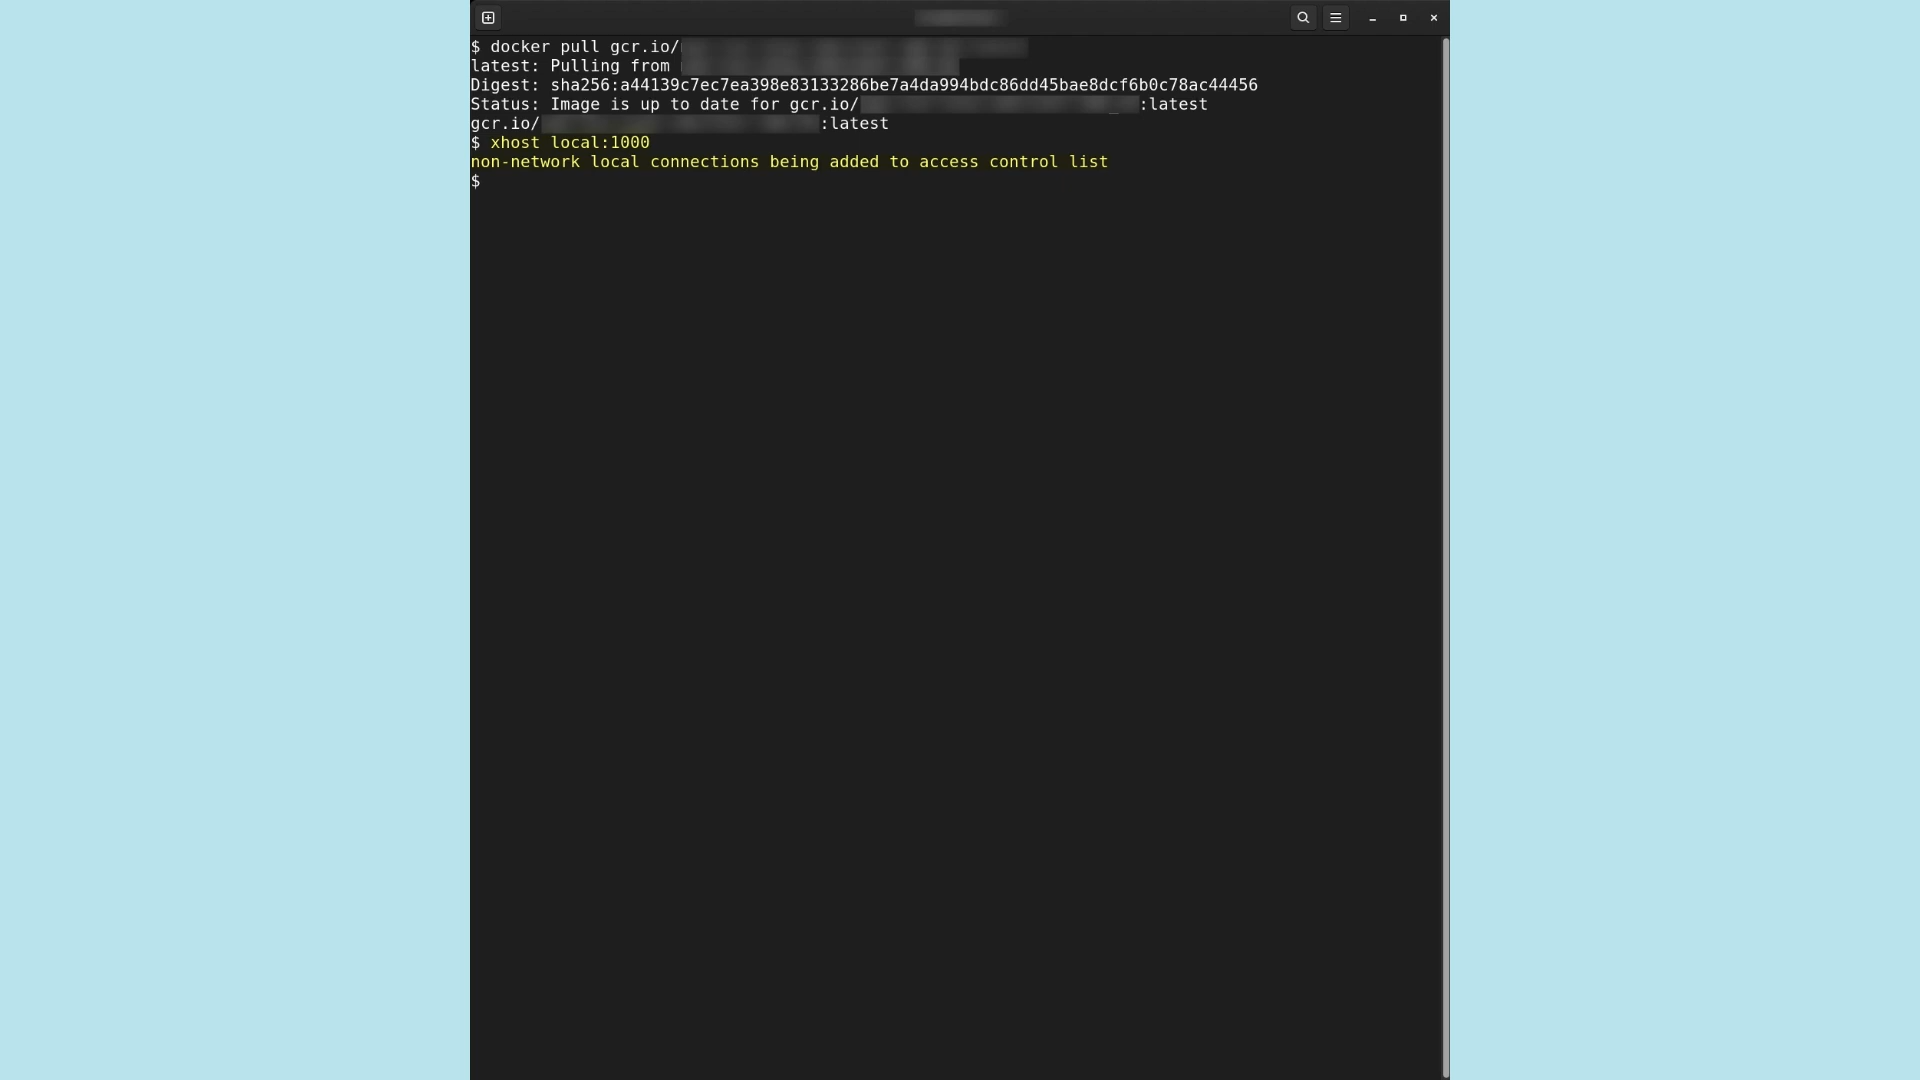 $ docker pull gcr.io/
latest: Pulling from
Digest: sha256:a44139c7ec7ea398e83133286be7a4da994bdc86dd45bae8dcf6b0c78ac44456
Status: Image is up to date for gcr.io/ :latest
gcr.io/ :latest
$ xhost local:1000
non-network local connections being added to access control list
$